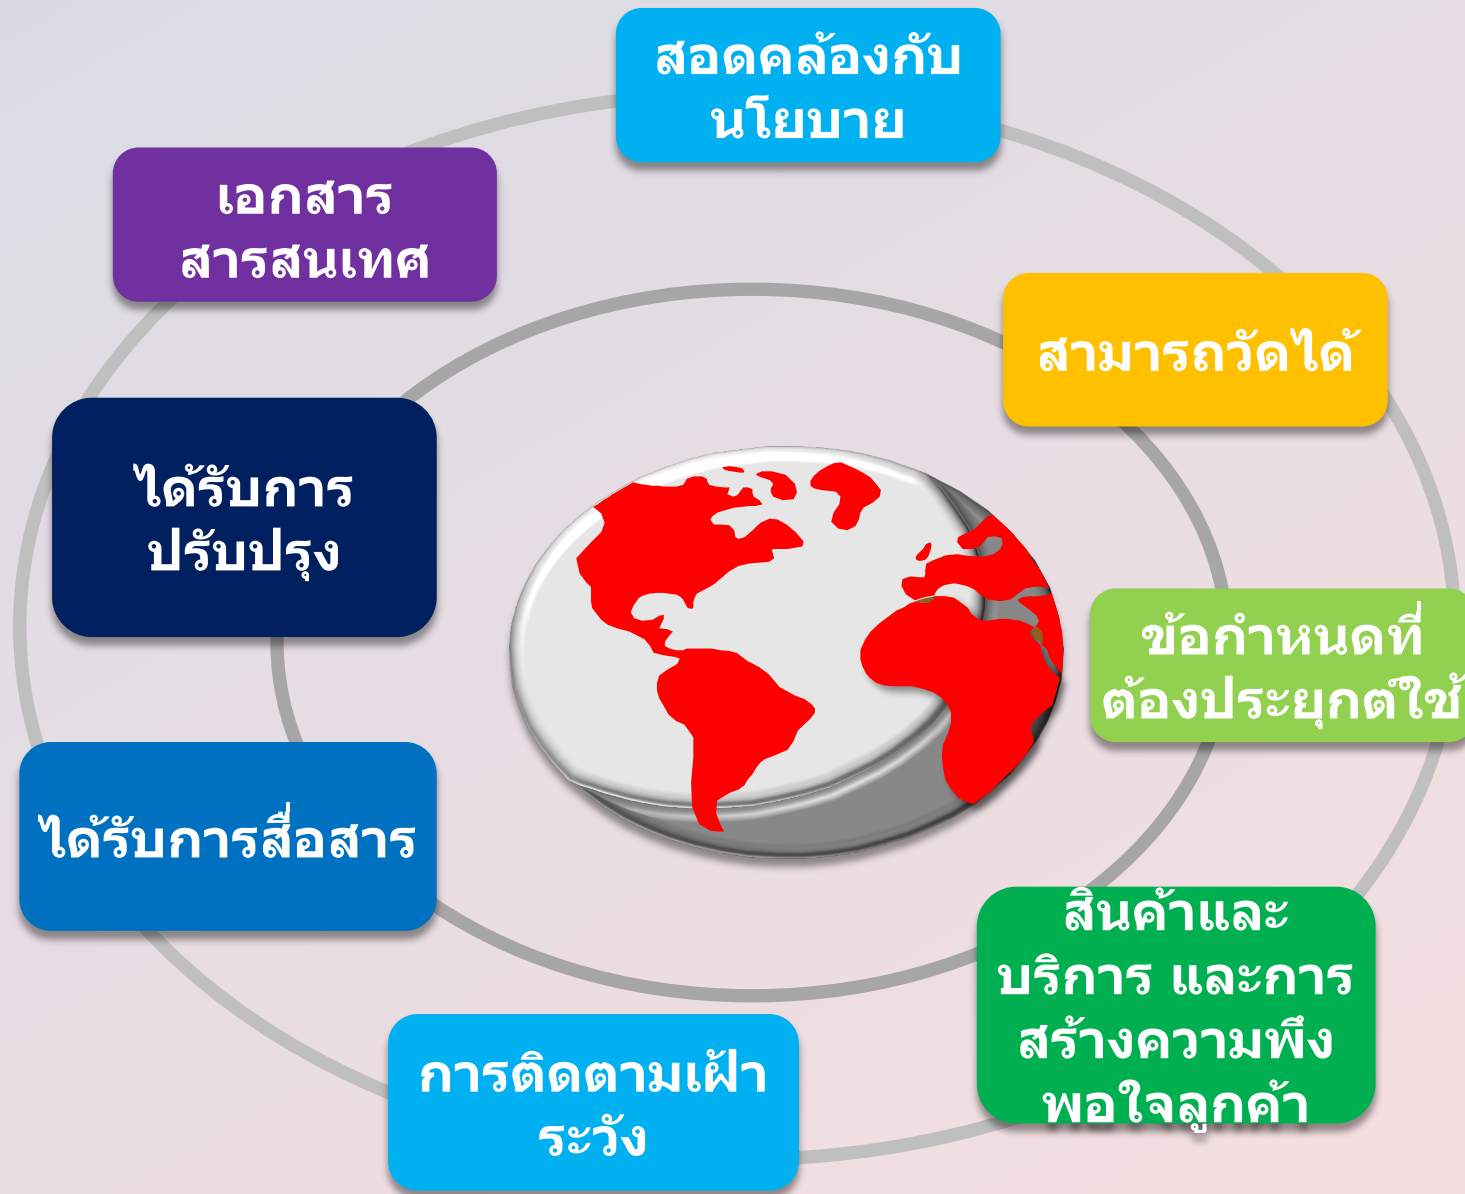 สอดคล้องกับ
นโยบาย
เอกสาร
สารสนเทศ
สามารถวัดได้
ได้รับการ
ปรับปรุง
ข้อกำหนดที่
ต้องประยุกต์ใช้
ได้รับการสื่อสาร
สินค้าและ
บริการ และการ
สร้างความพึง
พอใจลูกค้า
การติดตามเฝ้า
ระวัง